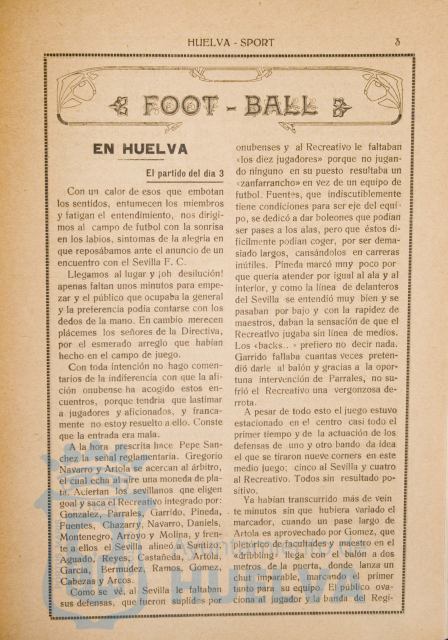 HUELVA - SPORT 3
FOOT - BALL
EN HUELVA
El partido del día 3
Con un calor de esos que embotan
los sentidos, entumecen los miembros
y fatigan el entendimiento, nos dirigi-
mos al campo de futbol con la sonrisa
en los labios, síntomas de la alegría en
que reposábamos ante el anuncio de un
encuentro con el Sevilla F. C.
Llegamos al lugar y ¡oh desilución!
apenas faltan unos minutos para empe-
zar y el público que ocupaba la general
y la preferencia podía contarse con los
dedos de la mano. En cambio merecen
plácemes los señores de la Directiva,
por el esmerado arreglo que habían
hecho en el campo de juego.
Con toda intención no hago comen-
tarios de la indiferencia con que la afi-
ción onubense ha acogido estos en-
cuentros, porque tendría que lastimar
a jugadores y aficionados, y franca-
mente no estoy resuelto a ello. Conste
que la entrada era mala.
A la hora prescrita hace Pepe San-
chez la señal reglamentaria. Gregorio
Navarro y Artola se acercan al árbitro,
el cual echa al aire una moneda de pla-
ta. Aciertan los sevillanos que eligen
goal y saca el Recreativo integrado por:
Gonzalez, Parrales, Garrido, Pineda,
Fuentes, Chazarry, Navarro, Daniels,
Montenegro, Arroyo y Molina, y fren-
te a ellos el Sevilla alineó a Santizo,
Aguado, Reyes, Castañeda, Artola,
García, Bermudez, Ramos, Gomez,
Cabezas y Arcos.
Como se vé, al Sevilla le faltaban
sus defensas, que fueron suplidos por
onubenses y al Recreativo le faltaban
«los diez jugadores» porque no jugan-
do ninguno en su puesto resultaba un
«zanfarrancho» en vez de un equipo de
futbol. Fuentes, que indiscutiblemente
tiene condiciones para ser eje del equi-
po, se dedicó a dar boleones que podían
ser pases a los alas, pero que éstos di-
ficilmente podían coger, por ser dema-
siado largos, cansándolos en carreras
inútiles. Pineda marcó muy poco por-
que quería atender por igual al ala y al
interior, y como la línea de delanteros
del Sevilla se entendió muy bien y se
pasaban por bajo y con la rapidez de
maestros, daban la sensación de que el
Recreativo jugaba sin línea de medios.
Los «backs.. » prefiero no decir nada.
Garrido fallaba cuantas veces preten-
dió darle al balón y gracias a la opor-
tuna intervención de Parrales, no su-
frió el Recreativo una vergonzosa de-
rrota.
A pesar de todo esto el juego estuvo
estacionado en el centro casi todo el
primer tiempo y de la actuación de los
defensas de uno y otro bando da idea
el que se tiraron nueve corners en este
medio juego; cinco al Sevilla y cuatro
al Recreativo. Todos sin resultado po-
sitivo.
Ya habían transcurrido más de vein
te minutos sin que hubiera variado el
marcador, cuando un pase largo de
Artola es aprovechado por Gomez, que
pletórico de facultades y maestro en el
«dribbling» llega con el balón a dos
metros de la puerta, donde lanza un
chut imparable, marcando el primer
tanto para su equipo. El público ova-
ciona al jugador y la banda del Regi-